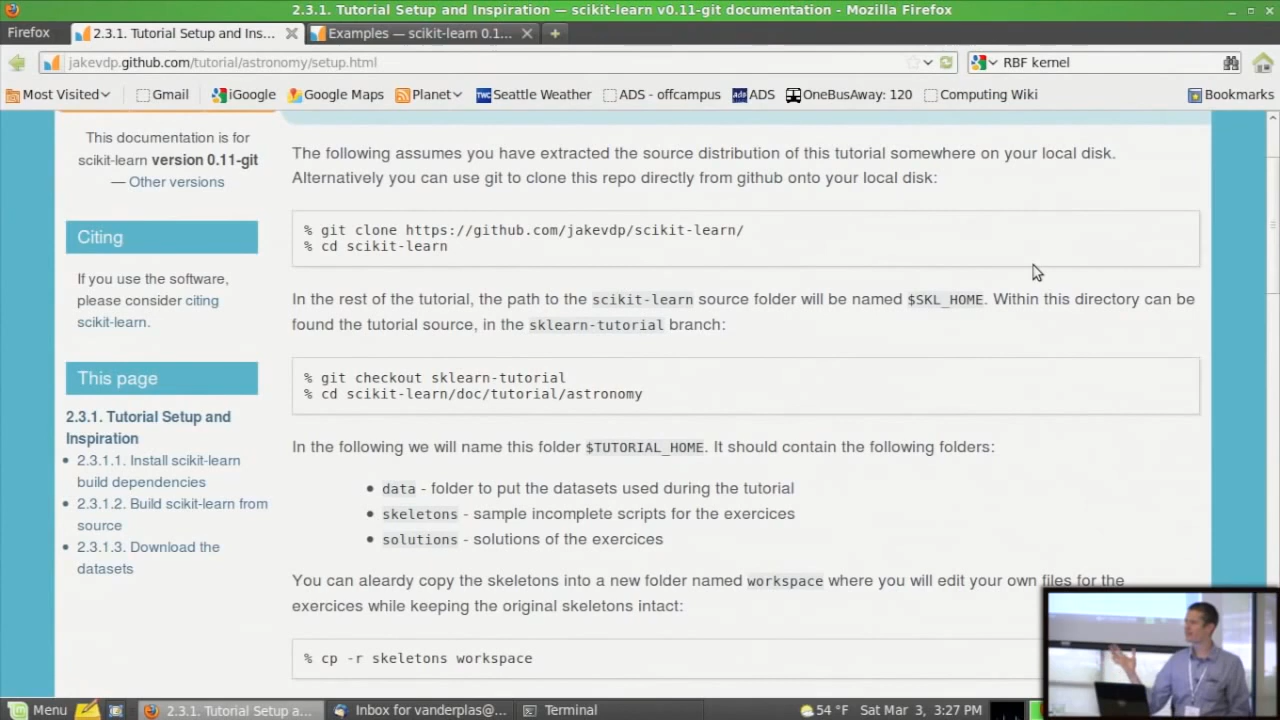 2.3.1. Tutorial Setup and Inspiration — scikit-learn v0.11-git documentation - Mozilla Firefox
Firefox
2.3.1. Tutorial Setup and Ins...
Examples — scikit-learn 0.1...
jakevdp.github.com/tutorial/astronomy/setup.html
RBF kernel
Most Visited
Gmail
iGoogle
Google Maps
Planet
Seattle Weather
ADS - offcampus
ADS
OneBusAway: 120
Computing Wiki
Bookmarks
This documentation is for
scikit-learn version 0.11-git
— Other versions
Citing
If you use the software,
please consider citing
scikit-learn.
This page
2.3.1. Tutorial Setup and
Inspiration
2.3.1.1. Install scikit-learn
build dependencies
2.3.1.2. Build scikit-learn from
source
2.3.1.3. Download the
datasets
The following assumes you have extracted the source distribution of this tutorial somewhere on your local disk.
Alternatively you can use git to clone this repo directly from github onto your local disk:
% git clone https://github.com/jakevdp/scikit-learn/
% cd scikit-learn
In the rest of the tutorial, the path to the scikit-learn source folder will be named $SKL_HOME. Within this directory can be
found the tutorial source, in the sklearn-tutorial branch:
% git checkout sklearn-tutorial
% cd scikit-learn/doc/tutorial/astronomy
In the following we will name this folder $TUTORIAL_HOME. It should contain the following folders:
data - folder to put the datasets used during the tutorial
skeletons - sample incomplete scripts for the exercices
solutions - solutions of the exercices
You can aleardy copy the skeletons into a new folder named workspace where you will edit your own files for the
exercices while keeping the original skeletons intact:
% cp -r skeletons workspace
Menu
2.3.1. Tutorial Setup a...
Inbox for vanderplas@...
Terminal
54 °F
Sat Mar 3, 3:27 PM